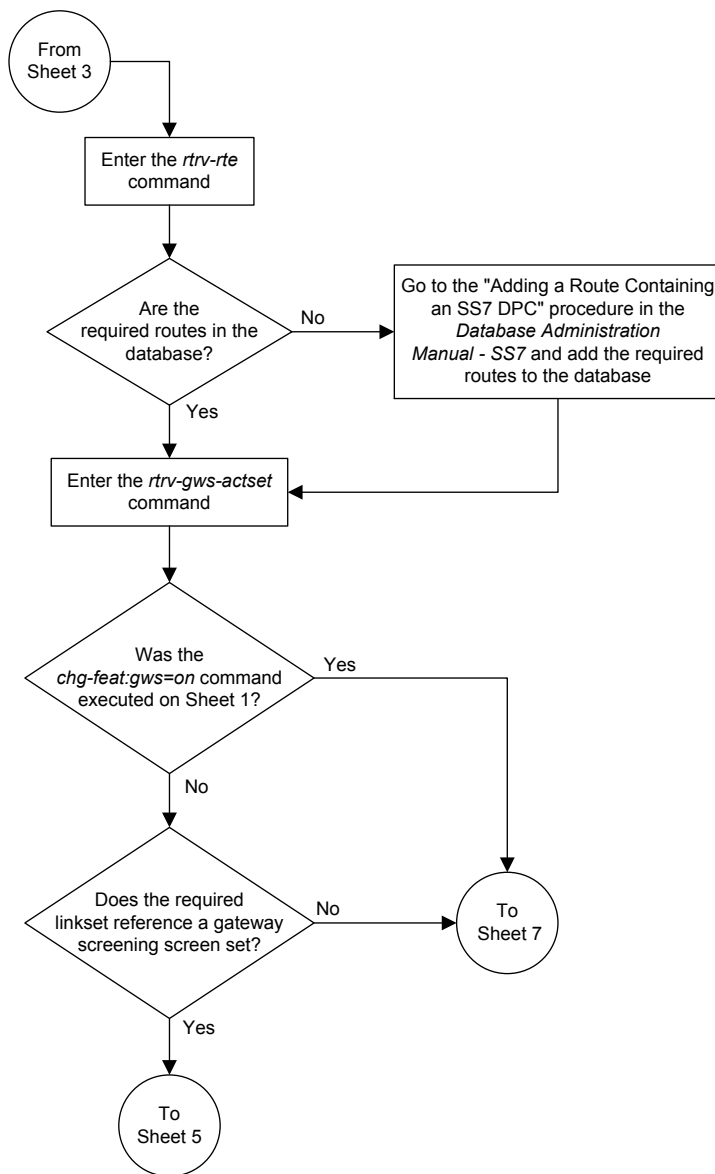 From
Sheet 3
Enter the rtrv-rte
command
Are the
required routes in the
database?
No
Go to the "Adding a Route Containing
an SS7 DPC" procedure in the
Database Administration
Manual - SS7 and add the required
routes to the database
Yes
Enter the rtrv-gws-actset
command
Was the
chg-feat:gws=on command
executed on Sheet 1?
Yes
No
Does the required
linkset reference a gateway
screening screen set?
No
To
Sheet 7
Yes
To
Sheet 5